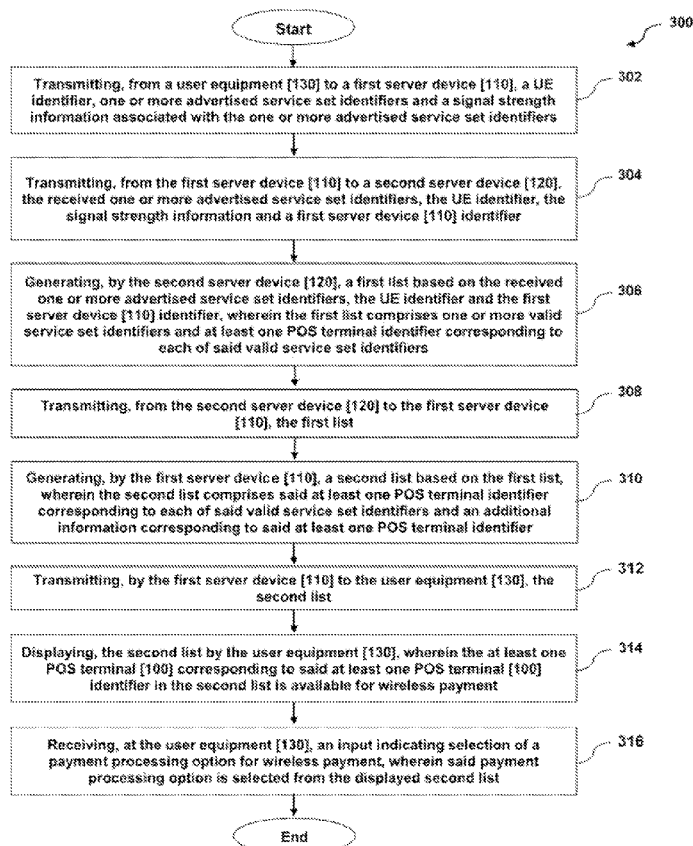 Start
300
Transmitting, from a user equipment [130] to a first server device [110], a UE
identifier, one or more advertised service set identifiers and a signal strength
information associated with the one or more advertised service set identifiers
302
Transmitting, from the first server device [110] to a second server device [120],
the received one or more advertised service set identifiers, the UE identifier, the
signal strength information and a first server device [110] identifier
304
Generating, by the second server device [120], a first list based on the received
one or more advertised service set identifiers, the UE identifier and the first
server device [110] identifier, wherein the first list comprises one or more valid
service set identifiers and at least one POS terminal identifier corresponding to
each of said valid service set identifiers
306
Transmitting, from the second server device [120] to the first server device
[110], the first list
308
Generating, by the first server device [110], a second list based on the first list,
wherein the second list comprises said at least one POS terminal identifier
corresponding to each of said valid service set identifiers and an additional
information corresponding to said at least one POS terminal identifier
310
Transmitting, by the first server device [110] to the user equipment [130], the
second list
312
Displaying, the second list by the user equipment [130], wherein the at least one
POS terminal [100] corresponding to said at least one POS terminal [100]
identifier in the second list is available for wireless payment
314
Receiving, at the user equipment [130], an input indicating selection of a
payment processing option for wireless payment, wherein said payment
processing option is selected from the displayed second list
316
End